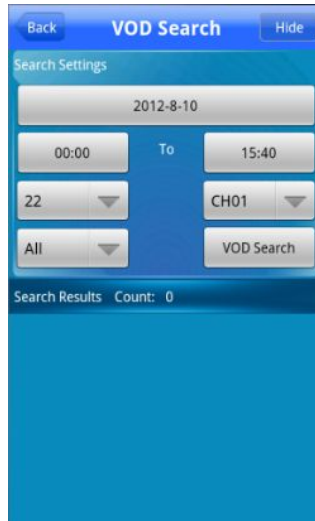 Back VOD Search Hide
Search Settings
2012-8-10
00:00 To 15:40
22 CH01
All VOD Search
Search Results Count: 0